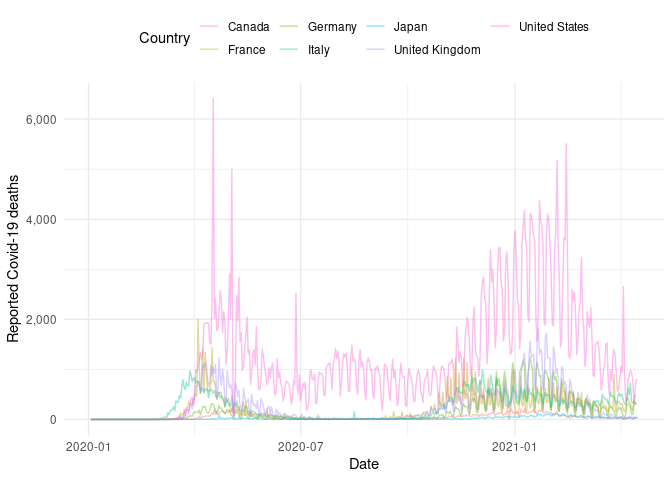 Country
Canada
Germany
Japan
United States
France
Italy
United Kingdom
Reported Covid-19 deaths
6,000
4,000
2,000
0
2020-01
2020-07
2021-01
Date